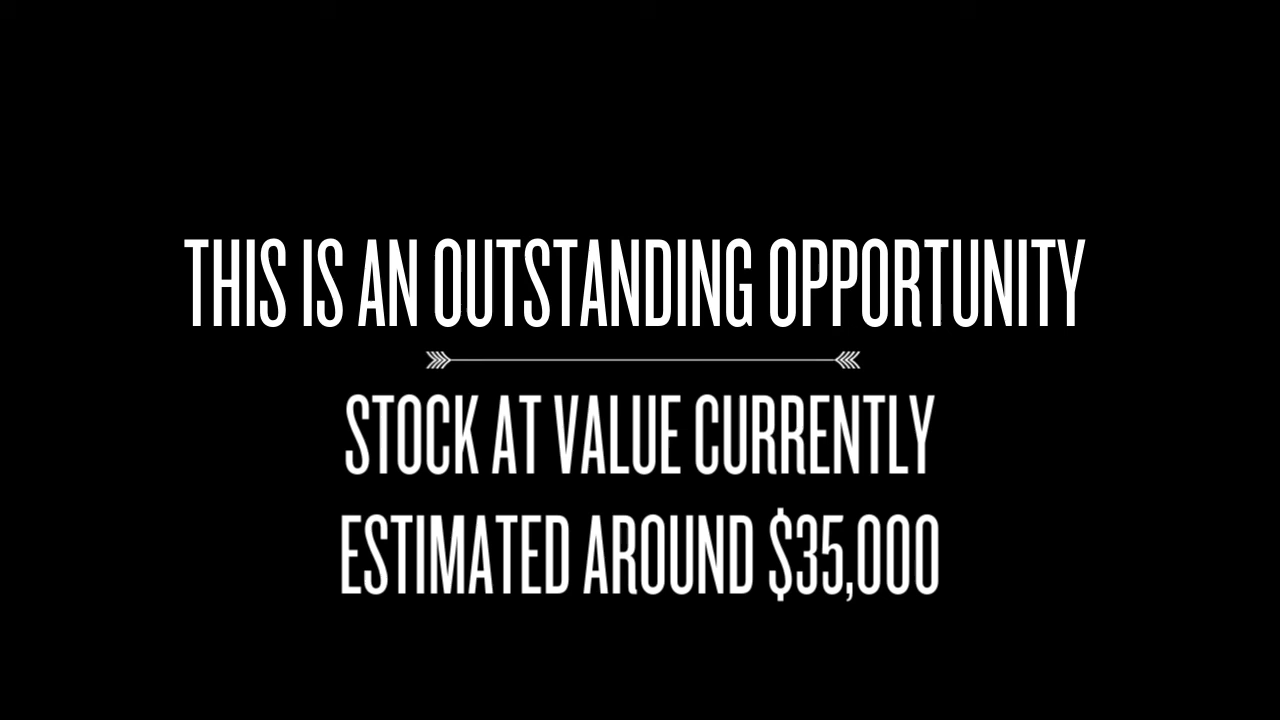 THIS IS AN OUTSTANDING OPPORTUNITY
STOCK AT VALUE CURRENTLY
ESTIMATED AROUND $35,000